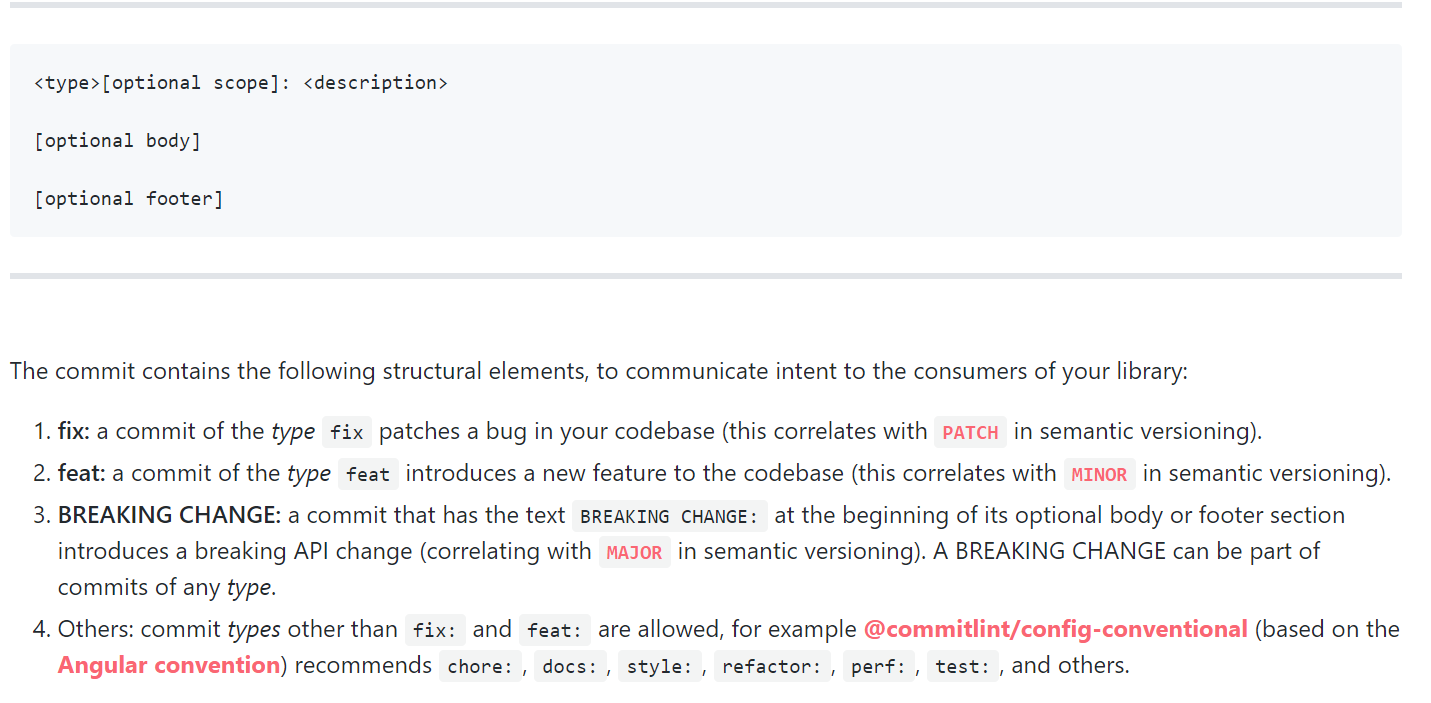 <type>[optional scope]: <description>
[optional body]
[optional footer]
The commit contains the following structural elements, to communicate intent to the consumers of your library:
1. fix: a commit of the type fix patches a bug in your codebase (this correlates with PATCH in semantic versioning).
2. feat: a commit of the type feat introduces a new feature to the codebase (this correlates with MINOR in semantic versioning).
3. BREAKING CHANGE: a commit that has the text BREAKING CHANGE: at the beginning of its optional body or footer section
introduces a breaking API change (correlating with MAJOR in semantic versioning). A BREAKING CHANGE can be part of
commits of any type.
4. Others: commit types other than fix: and feat: are allowed, for example @commitlint/config-conventional (based on the
Angular convention) recommends chore:, docs:, style:, refactor:, perf:, test:, and others.